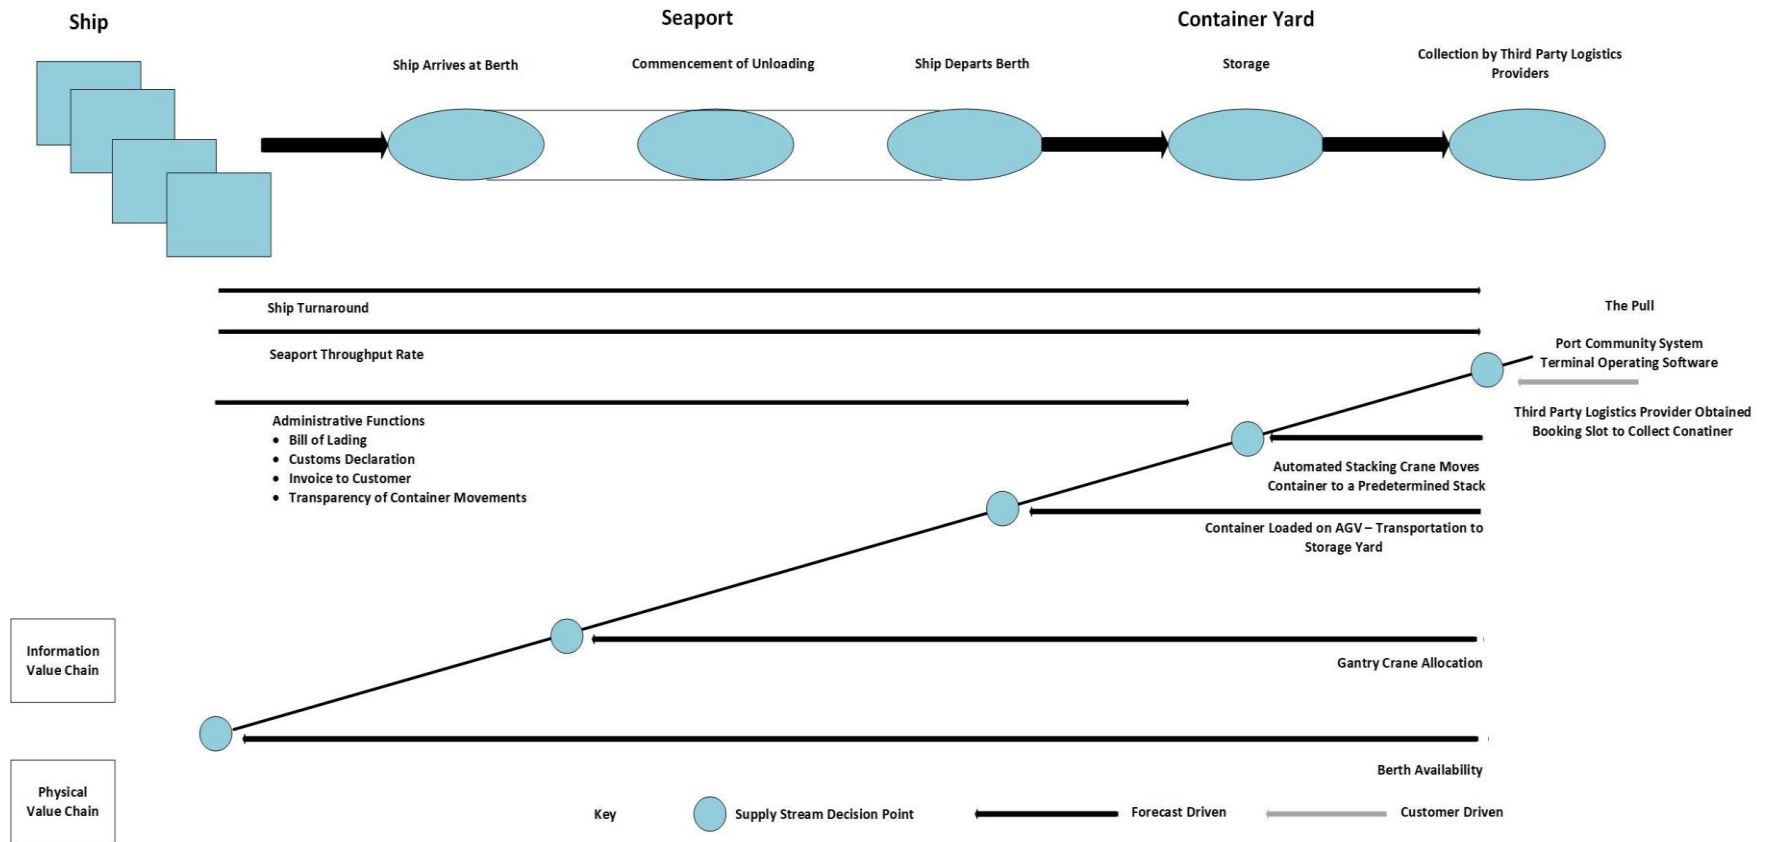 Ship
Seaport
Container Yard
Ship Arrives at Berth
Commencement of Unloading
Ship Departs Berth
Storage
Collection by Third Party Logistics
Providers
Ship Turnaround
The Pull
Seaport Throughput Rate
Port Community System
Terminal Operating Software
Administrative Functions
• Bill of Lading
• Customs Declaration
• Invoice to Customer
• Transparency of Container Movements
Third Party Logistics Provider Obtained
Booking Slot to Collect Conatiner
Automated Stacking Crane Moves
Container to a Predetermined Stack
Container Loaded on AGV – Transportation to
Storage Yard
Information
Value Chain
Gantry Crane Allocation
Berth Availability
Physical
Value Chain
Key
Supply Stream Decision Point
Forecast Driven
Customer Driven